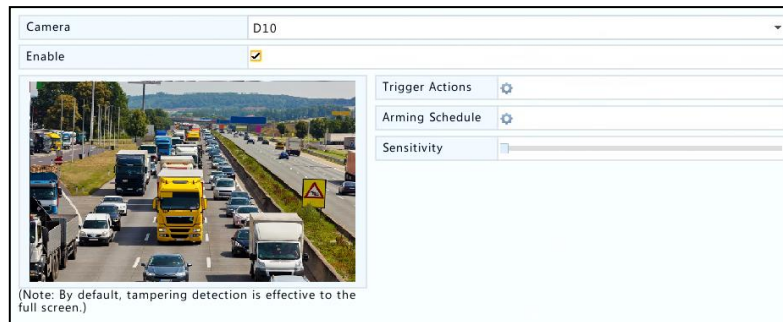 Camera D10
Enable
Trigger Actions
Arming Schedule
Sensitivity
(Note: By default, tampering detection is effective to the
full screen.)